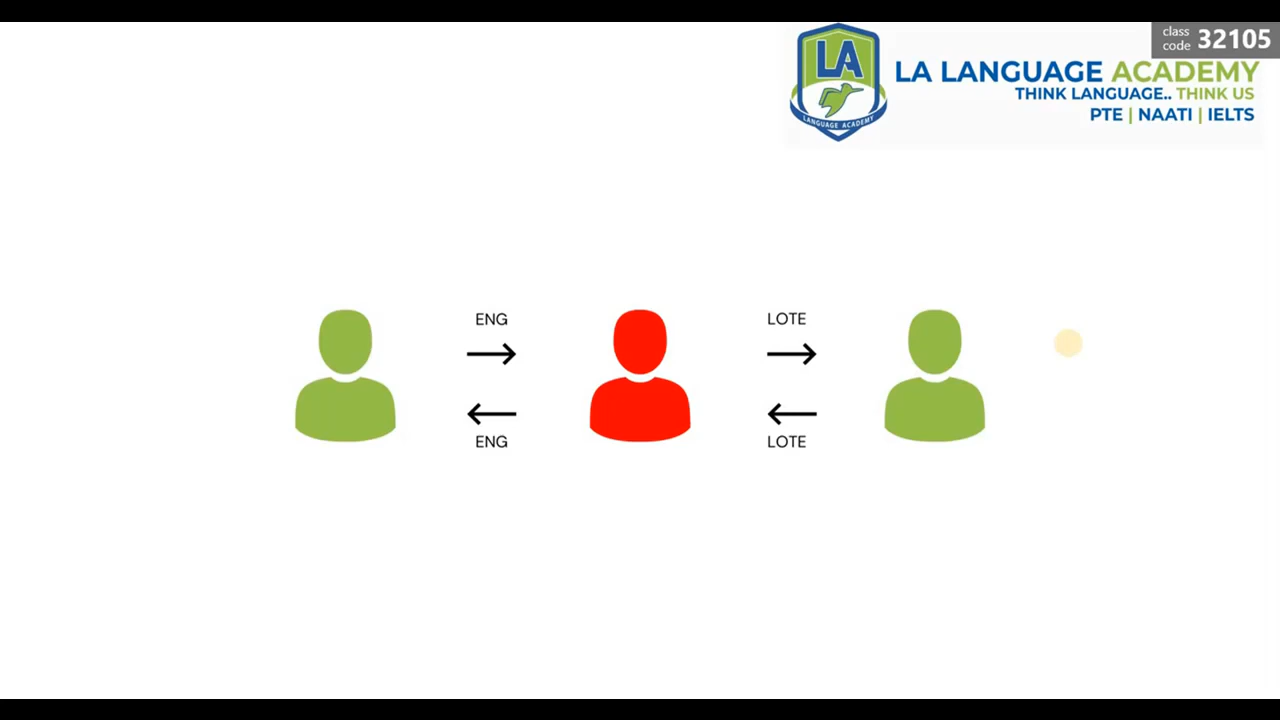 class
code 32105
LA
LANGUAGE ACADEMY
LA LANGUAGE ACADEMY
THINK LANGUAGE.. THINK US
PTE | NAATI | IELTS
ENG
LOTE
ENG
LOTE